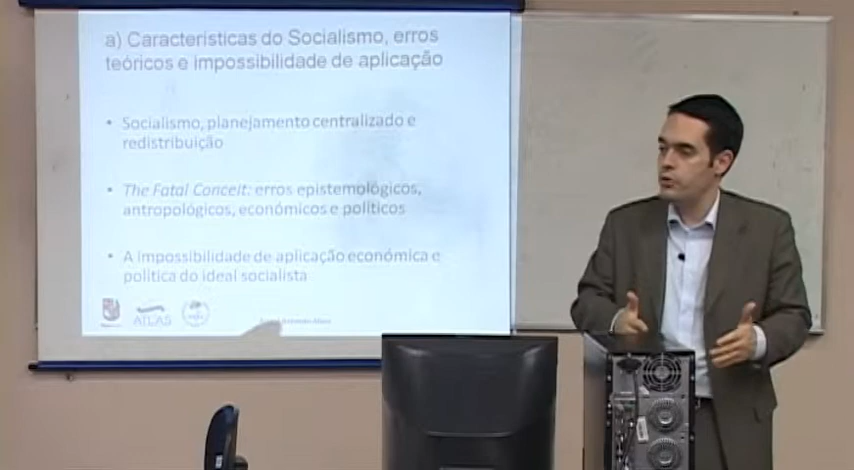 a) Características do Socialismo, erros
teóricos e impossibilidade de aplicação
• Socialismo, planejamento centralizado e
redistribuição
• The Fatal Conceit: erros epistemológicos,
antropológicos, económicos e políticos
• A impossibilidade de aplicação económica e
política do ideal socialista
ATLAS